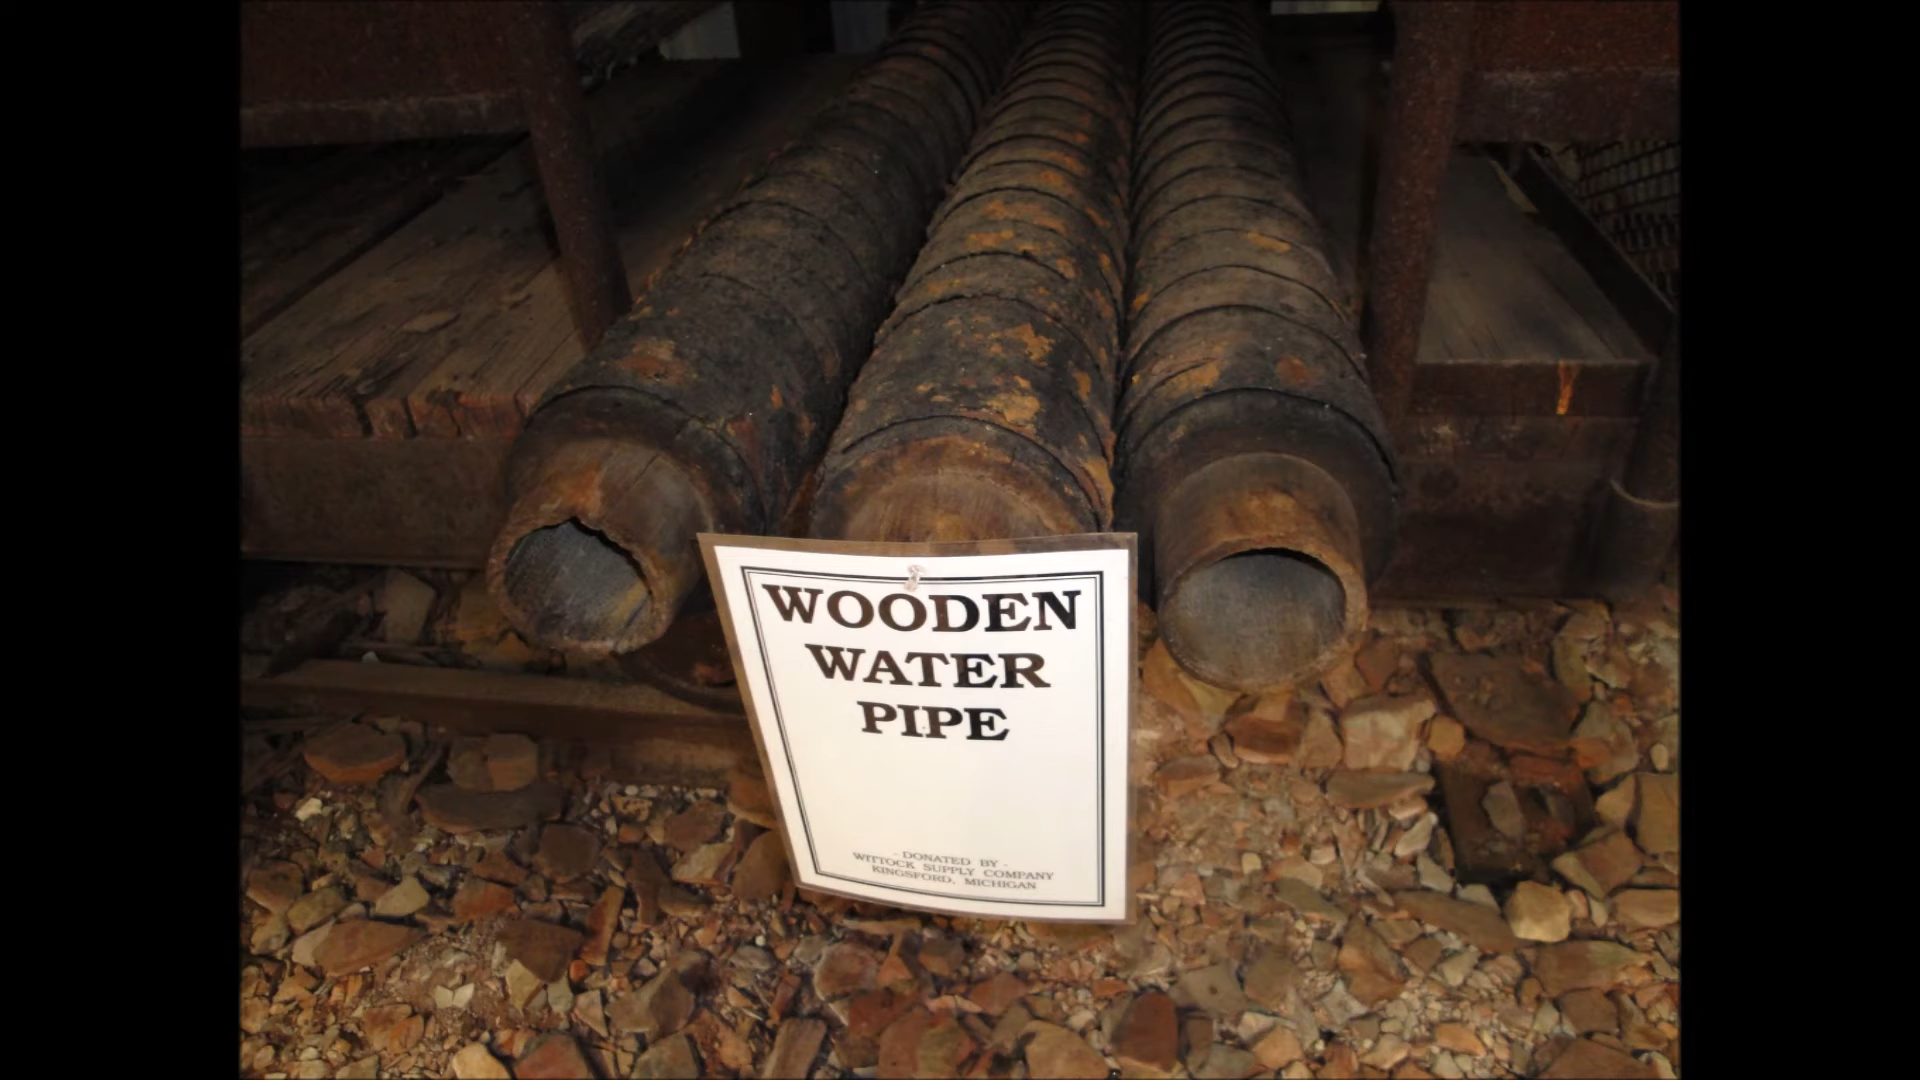 WOODEN
WATER
PIPE
- DONATED BY -
WITTOCK SUPPLY COMPANY
KINGSFORD, MICHIGAN